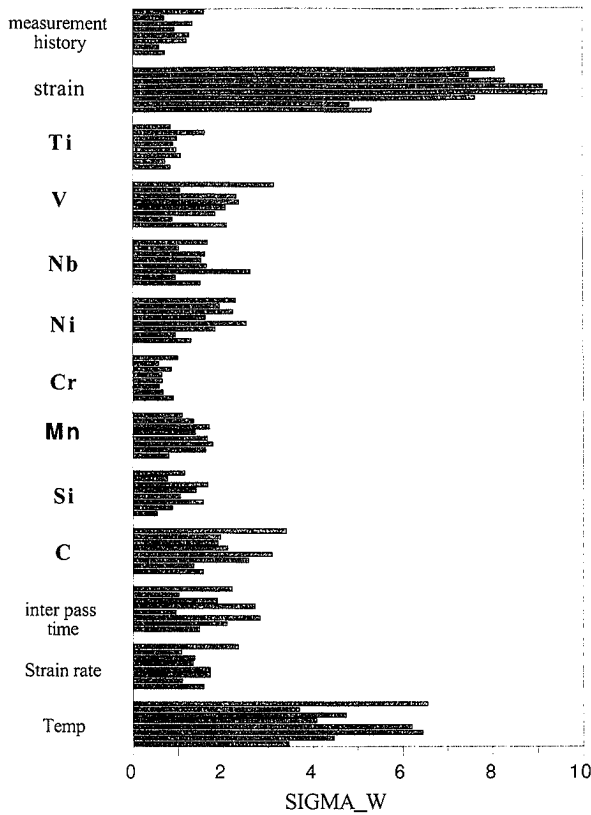 measurement
history
strain
Ti
V
Nb
Ni
Cr
Mn
Si
C
inter pass
time
Strain rate
Temp
0 2 4 6 8 10
SIGMA_W